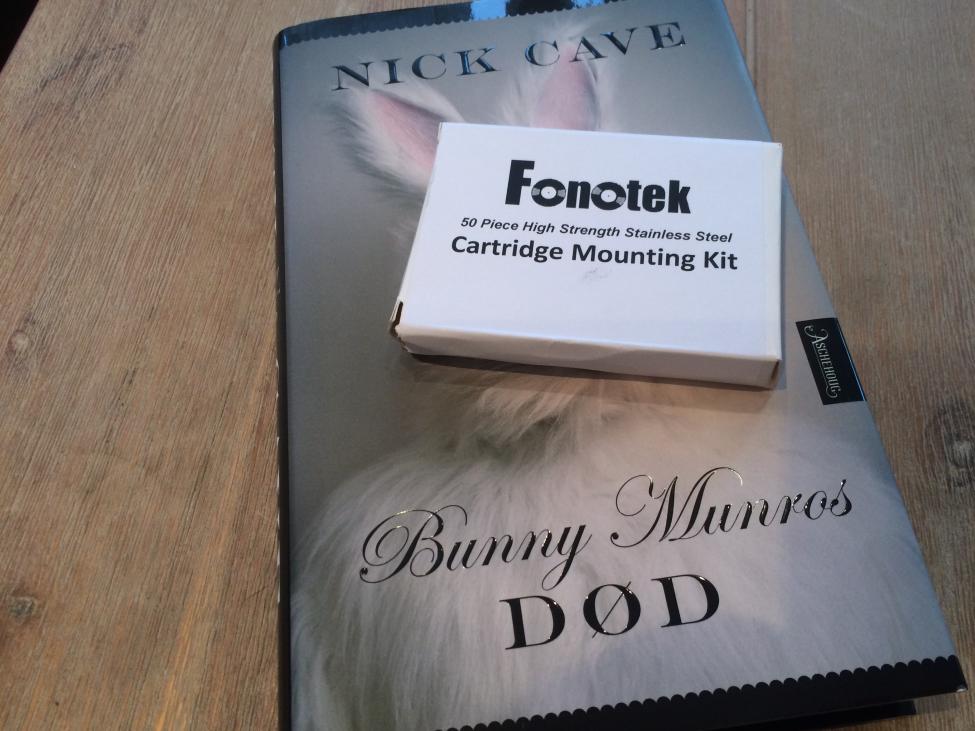 NICK CAVE
Fonotek
50 Piece High Strength Stainless Steel
Cartridge Mounting Kit
ASCHEHOUG
Bunny Munros
DØD